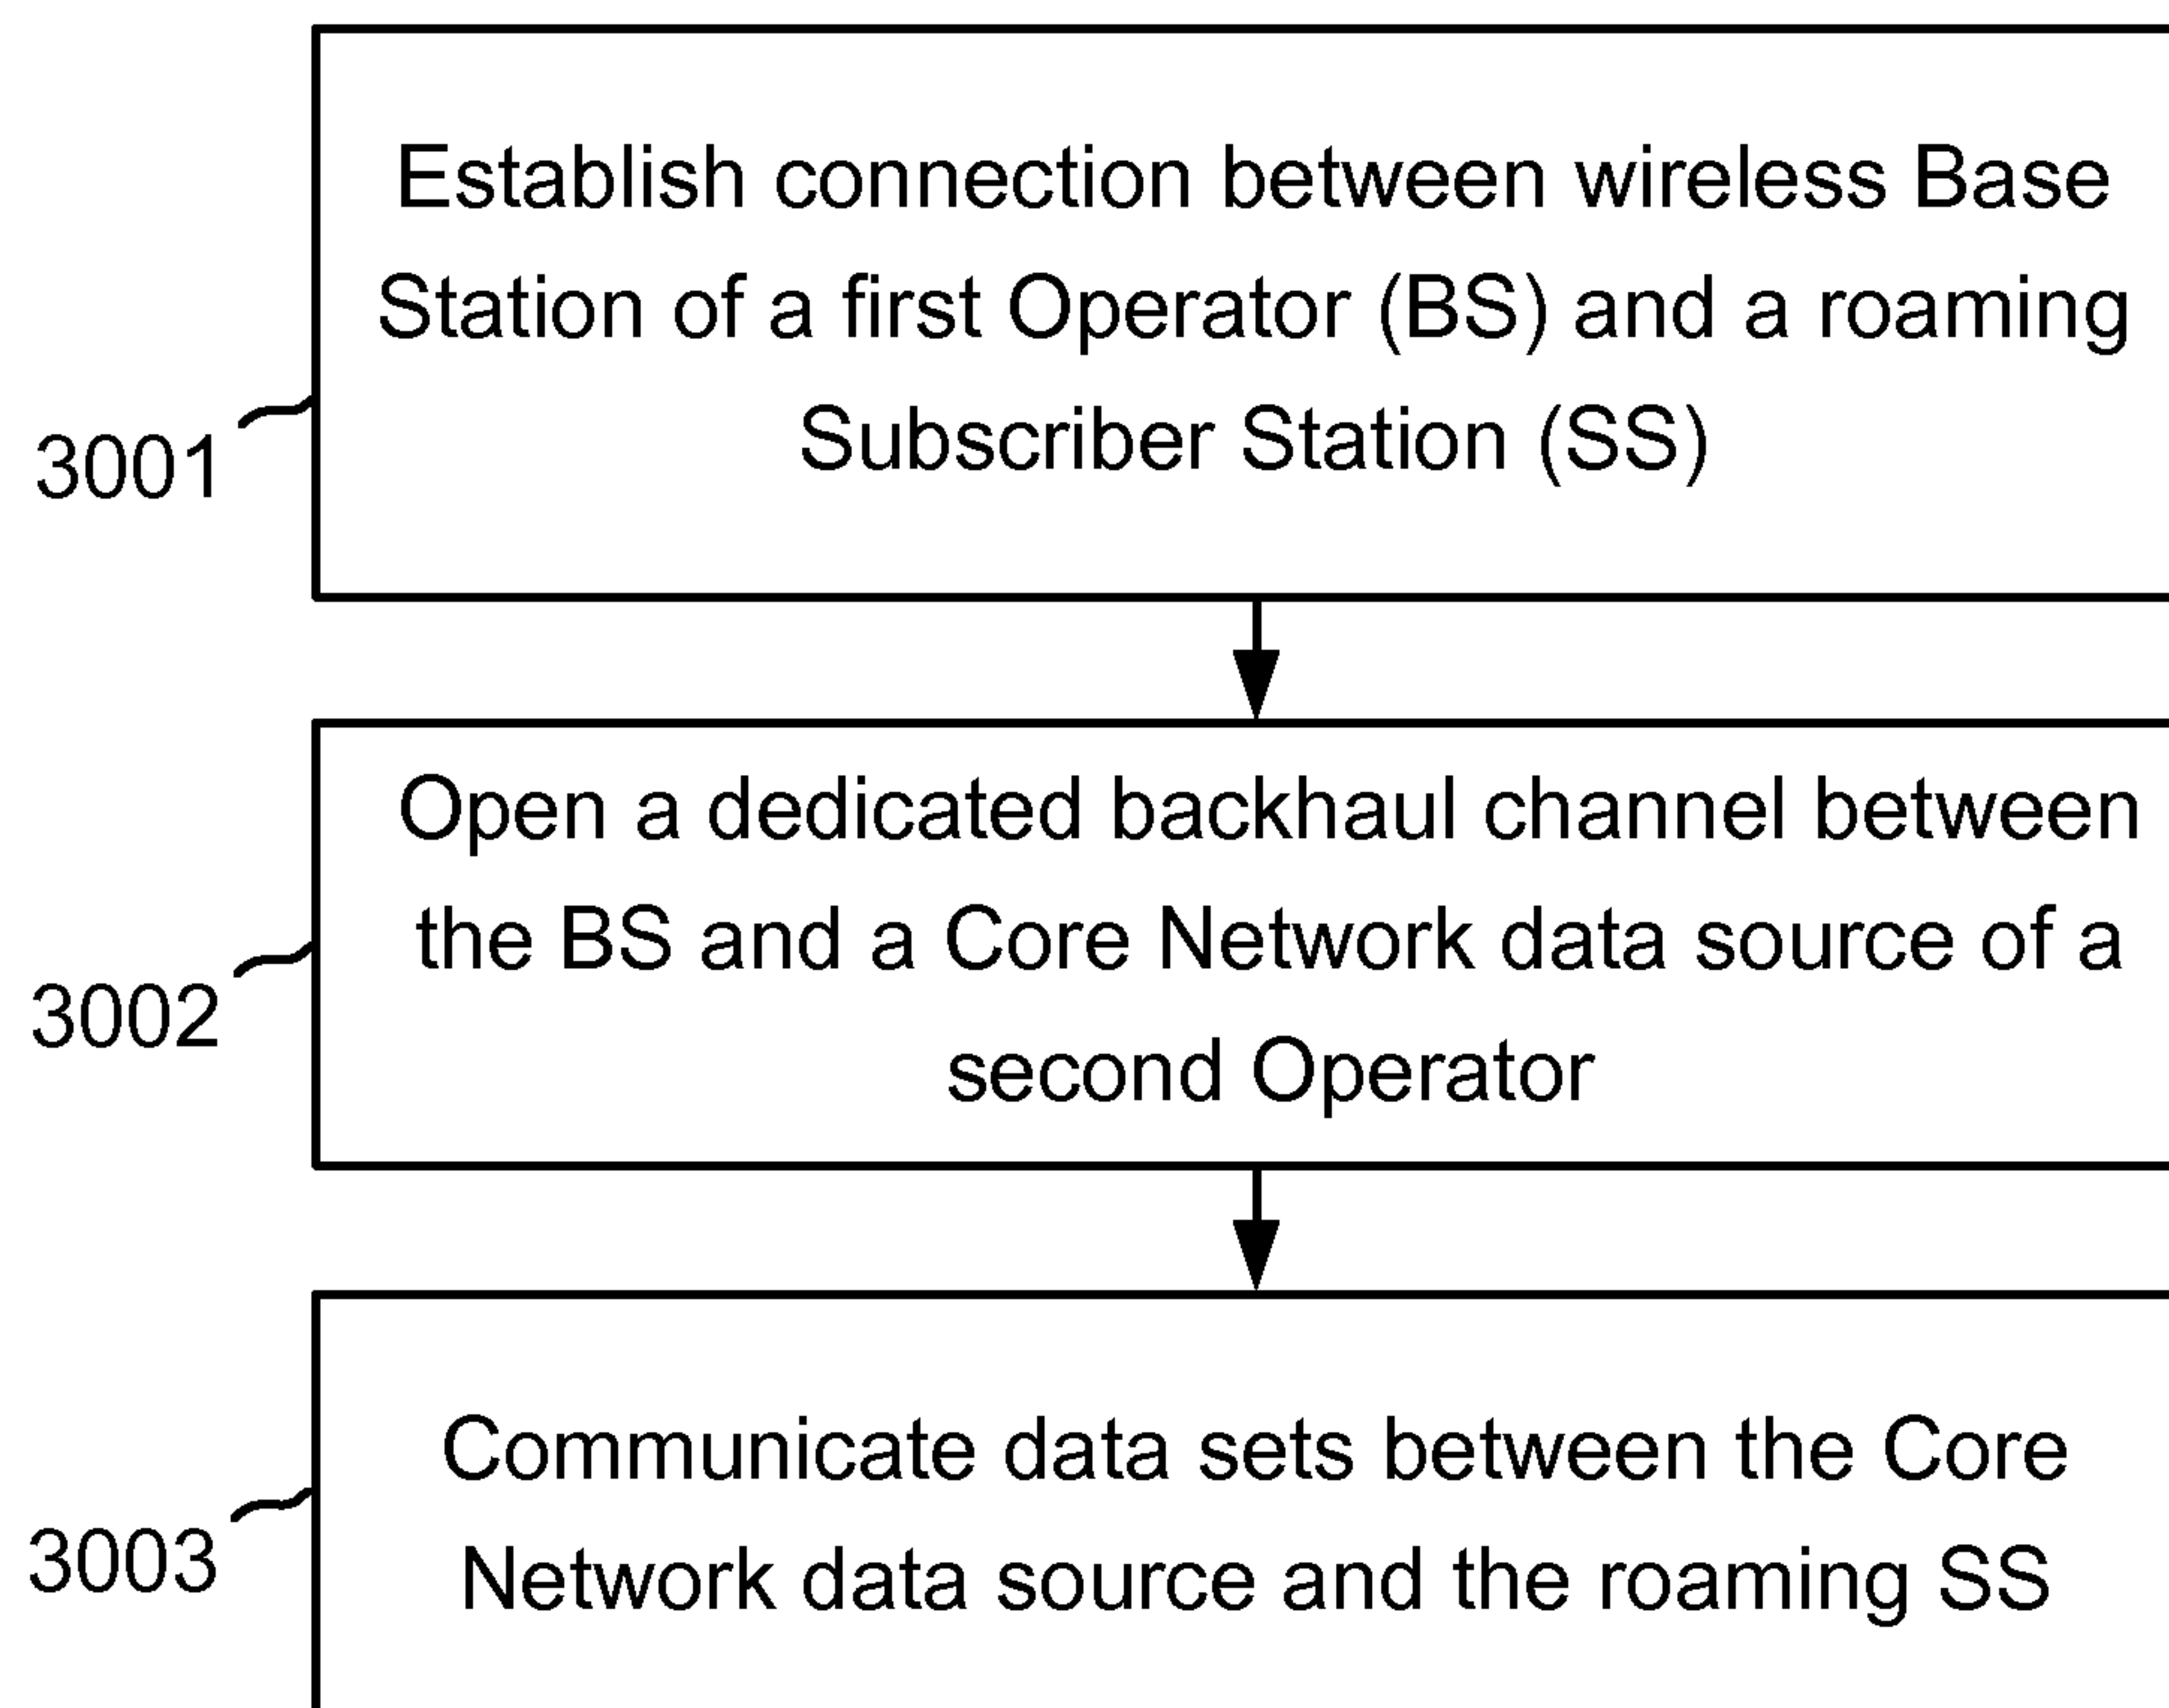 Establish connection between wireless Base
Station of a first Operator (BS) and a roaming
Subscriber Station (SS)
3001
Open a dedicated backhaul channel between
the BS and a Core Network data source of a
second Operator
3002
Communicate data sets between the Core
Network data source and the roaming SS
3003